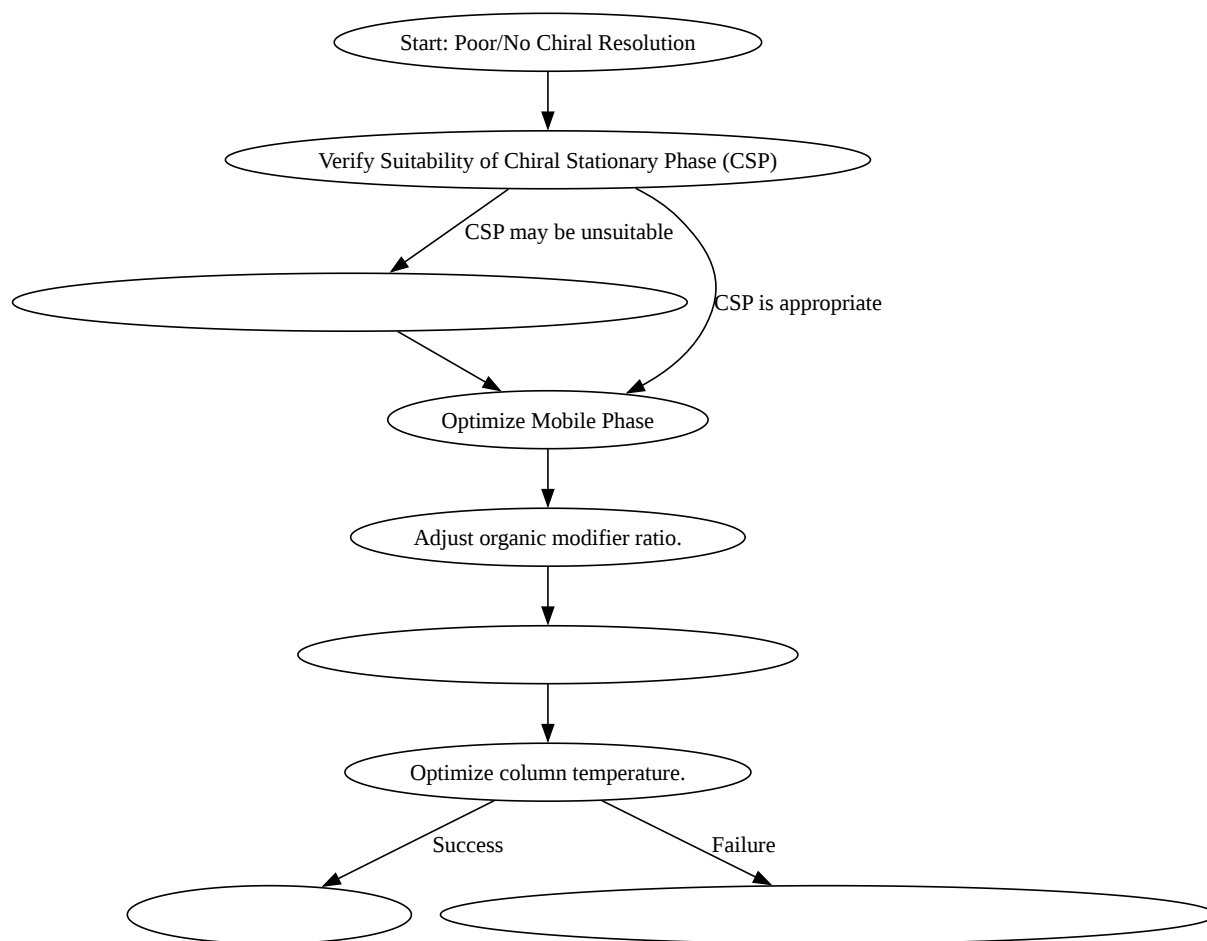 Start: Poor/No Chiral Resolution
Verify Suitability of Chiral Stationary Phase (CSP)
CSP may be unsuitable
CSP is appropriate
Optimize Mobile Phase
Adjust organic modifier ratio.
Optimize column temperature.
Success
Failure